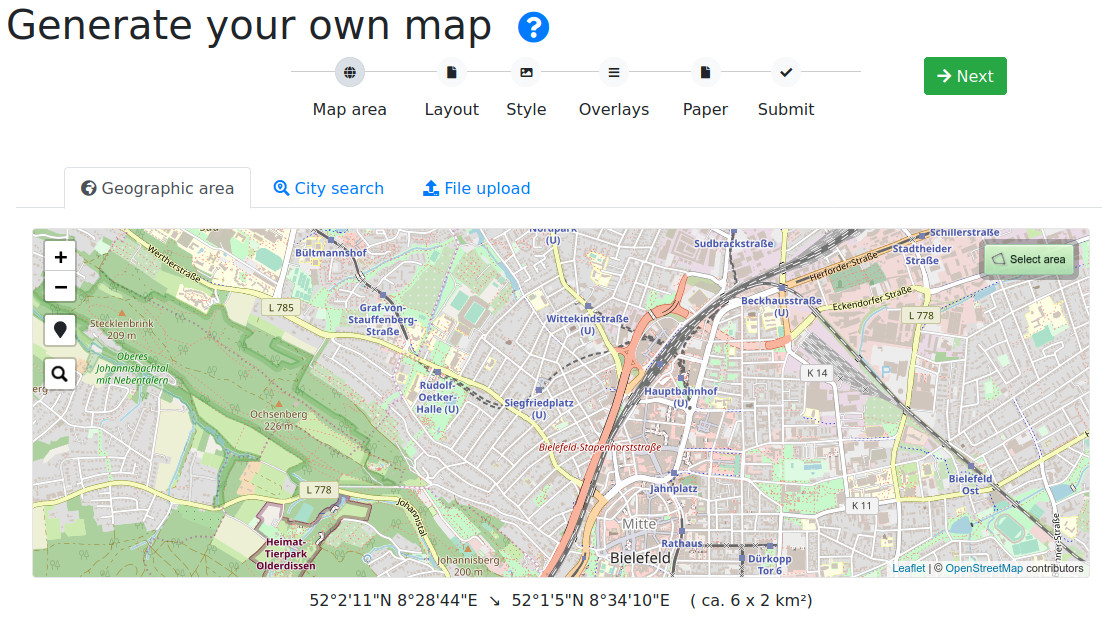 Generate your own map
Next
Map area
Layout
Style
Overlays
Paper
Submit
Geographic area
City search
File upload
+
−
Select area
Wertherstraße
Bültmannshof
Nordpark
(U)
Sudbrackstraße
Schillerstraße
Stadtheider
Straße
Herforder Straße
Eckendorfer Straße
Beckhausstraße
(U)
L 785
Graf-von-
Stauffenberg-
Straße
Wittekindstraße
(U)
L 778
Stecklenbrink
209 m
Oberes
Johannisbachtal
mit Nebentälern
K 14
Rudolf-
Oetker-
Halle (U)
Siegfriedplatz
(U)
Hauptbahnhof
(U)
Ochsenberg
226 m
Bielefeld-Stapenhorststraße
Jahnplatz
Bielefeld
Ost
L 778
Johannistal
K 11
Mitte
Heimat-
Tierpark
Olderdissen
Johannisberg
200 m
Rathaus
Bielefeld
Dürkopp
Tor 6
Leaflet | © OpenStreetMap contributors
52°2'11"N 8°28'44"E ↘ 52°1'5"N 8°34'10"E ( ca. 6 x 2 km²)